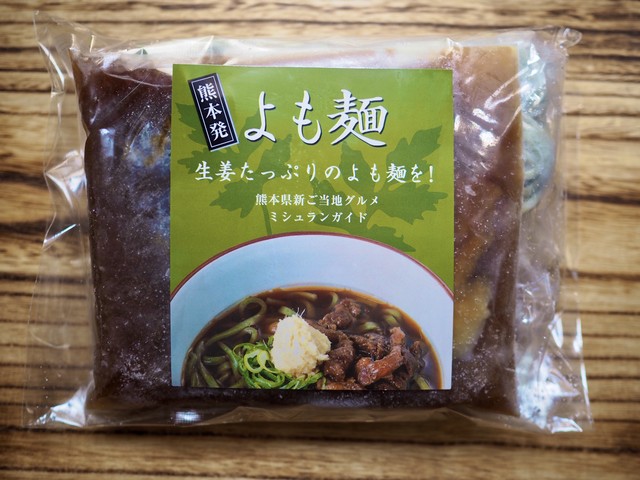 熊本発
よも麺
生姜たっぷりのよも麺を!
熊本県新ご当地グルメ
ミシュランガイド